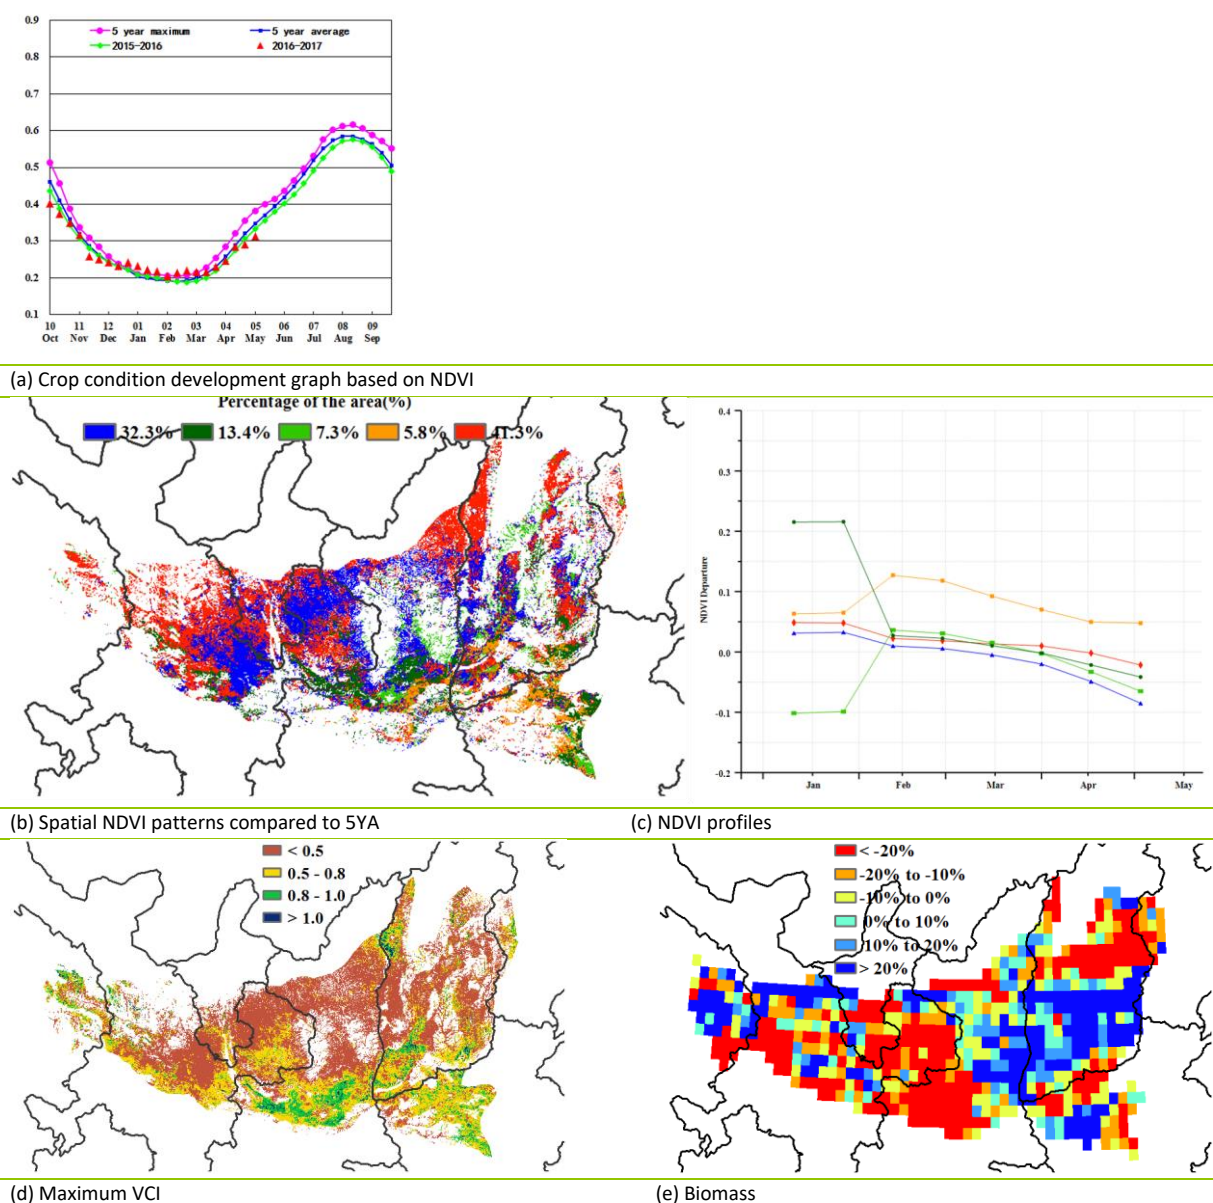 0.9
5 year maximum
5 year average
2015-2016
2016-2017
0.8
0.7
0.6
0.5
0.4
0.3
0.2
0.1
10 11 12 01 02 03 04 05 06 07 08 09
Oct Nov Dec Jan Feb Mar Apr May Jun Jul Aug Sep
(a) Crop condition development graph based on NDVI
Percentage of the area(%)
32.3% 13.4% 7.3% 5.8% 41.3%
0.4
0.3
0.2
0.1
0.0
-0.1
-0.2
NDVI Departure
Jan Feb Mar Apr May
(b) Spatial NDVI patterns compared to 5YA
(c) NDVI profiles
< 0.5
0.5 - 0.8
0.8 - 1.0
> 1.0
< -20%
-20% to -10%
-10% to 0%
0% to 10%
10% to 20%
> 20%
(d) Maximum VCI
(e) Biomass